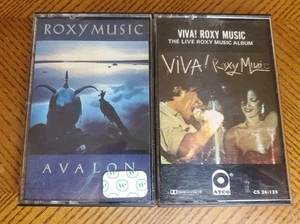 ROXY MUSIC
AVALON
VIVA! ROXY MUSIC
THE LIVE ROXY MUSIC ALBUM
VIVA! Roxy Music
ATCO
CS 36-139